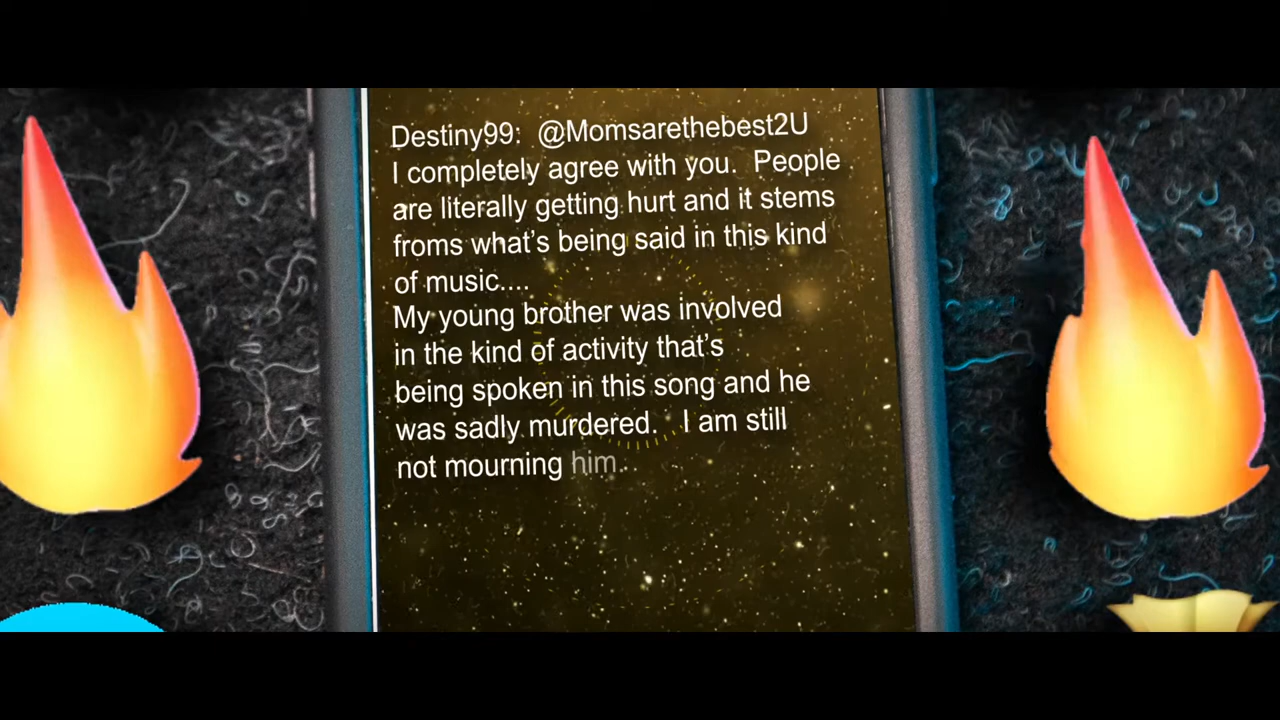 Destiny99:  @Momsarethebest2U
I completely agree with you.  People
are literally getting hurt and it stems
froms what's being said in this kind
of music....
My young brother was involved
in the kind of activity that's
being spoken in this song and he
was sadly murdered.   I am still
not mourning him..